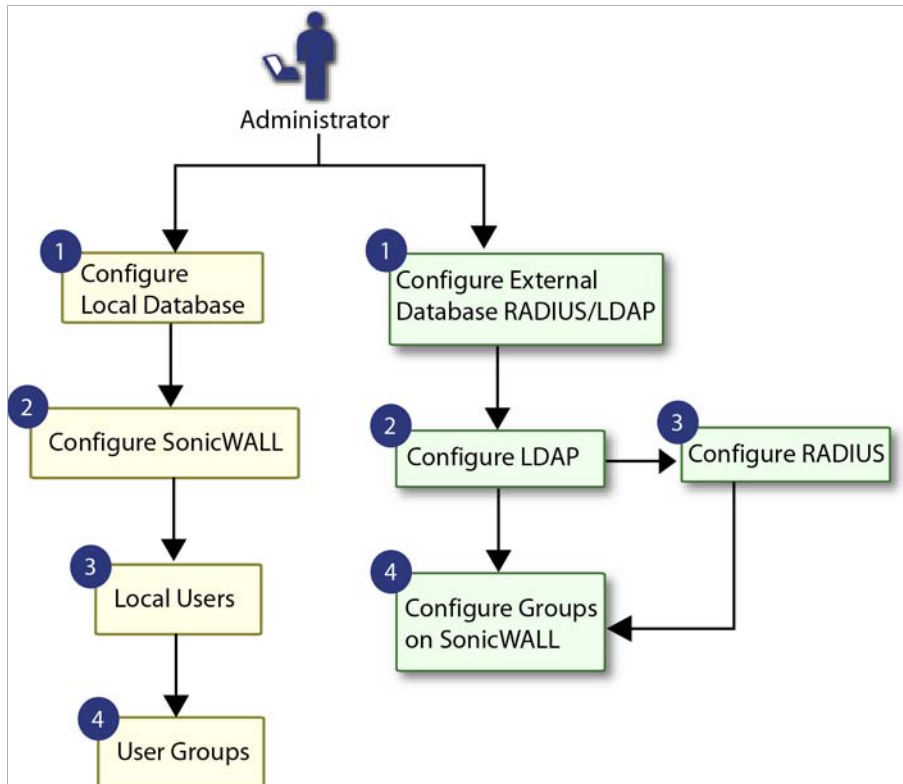 Administrator
1
Configure
Local Database
2
Configure SonicWALL
3
Local Users
4
User Groups
1
Configure External
Database RADIUS/LDAP
2
Configure LDAP
3
Configure RADIUS
4
Configure Groups
on SonicWALL